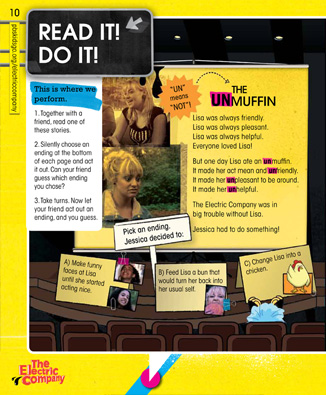 10
pbskidsgo.org/electriccompany
READ IT!
DO IT!
This is where we
perform.
1. Together with
a friend, read one of
these stories.
2. Silently choose
an ending at the bottom
of each page and act
it out. Can your friend
guess which ending
you chose?
3. Take turns. Now let
your friend act out an
ending, and you guess.
"UN"
means
"NOT"!
THE
UNMUFFIN
Lisa was always friendly.
Lisa was always pleasant.
Lisa was always helpful.
Everyone loved Lisa!
But one day Lisa ate an unmuffin.
It made her act mean and unfriendly.
It made her unpleasant to be around.
It made her unhelpful.
The Electric Company was in
big trouble without Lisa.
Jessica had to do something!
Pick an ending.
Jessica decided to:
A) Make funny
faces at Lisa
until she started
acting nice.
B) Feed Lisa a bun that
would turn her back into
her usual self.
C) Change Lisa into a
chicken.
The
Electric
Company